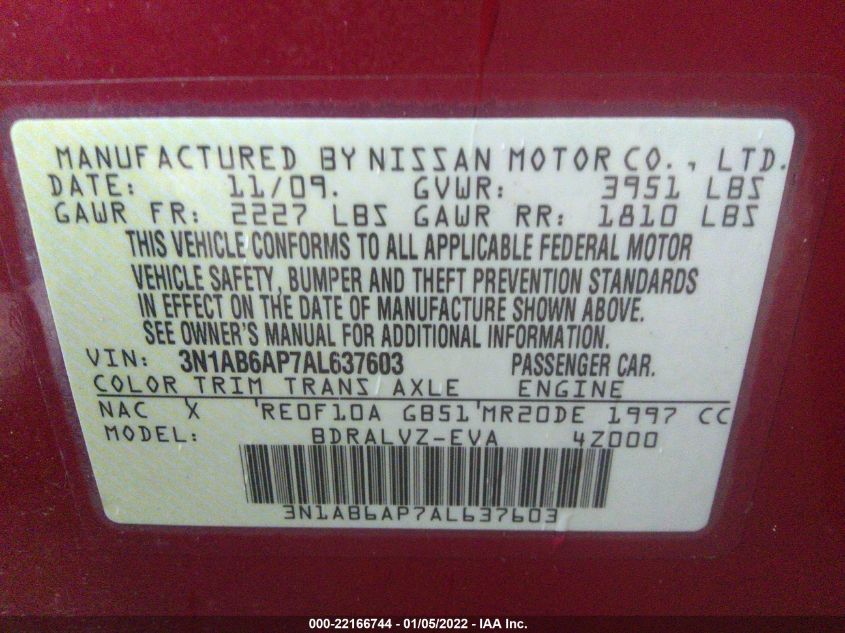 MANUFACTURED BY NISSAN MOTOR CO., LTD.
DATE: 11/09. GVWR: 3951 LBS
GAWR FR: 2227 LBS GAWR RR: 1810 LBS
THIS VEHICLE CONFORMS TO ALL APPLICABLE FEDERAL MOTOR
VEHICLE SAFETY, BUMPER AND THEFT PREVENTION STANDARDS
IN EFFECT ON THE DATE OF MANUFACTURE SHOWN ABOVE.
SEE OWNER'S MANUAL FOR ADDITIONAL INFORMATION.
VIN: 3N1AB6AP7AL637603 PASSENGER CAR.
COLOR TRIM TRANS AXLE ENGINE
NAC X RE0F10A GB51 MR20DE 1997 CC
MODEL: BDRALVZ-EVA 4Z000
3N1AB6AP7AL637603
000-22166744 - 01/05/2022 - IAA Inc.